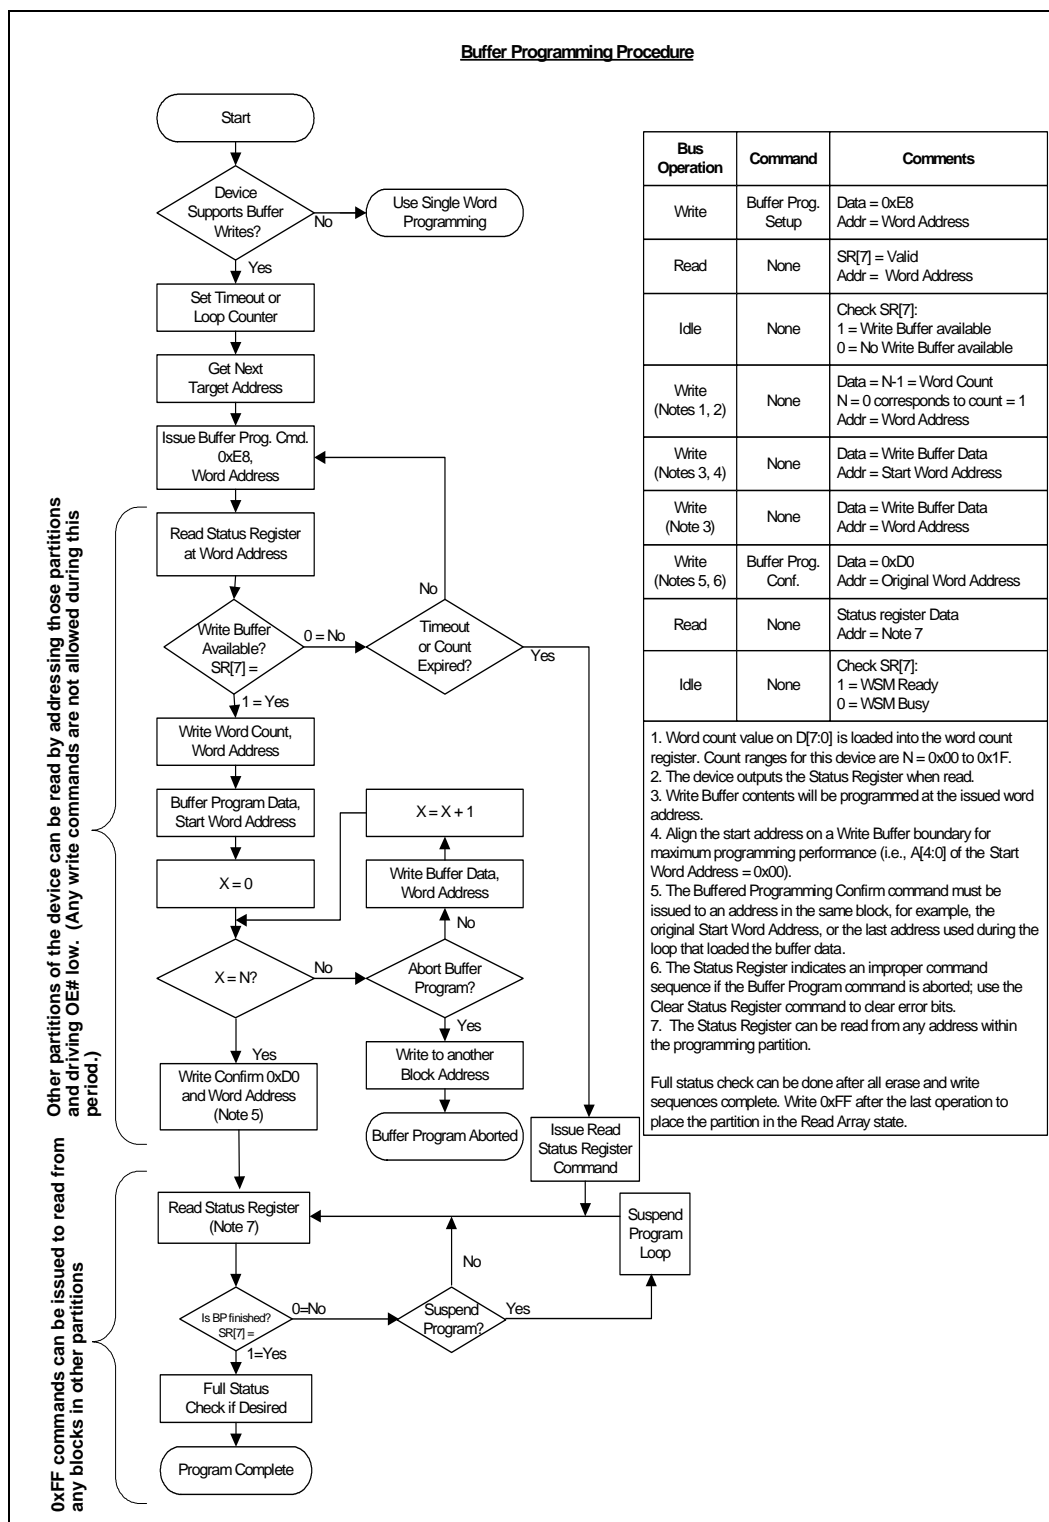 Buffer Programming Procedure
Start
Device
Supports Buffer
Writes?
No
Use Single Word
Programming
Yes
Set Timeout or
Loop Counter
Get Next
Target Address
Issue Buffer Prog. Cmd.
0xE8,
Word Address
Read Status Register
at Word Address
No
Write Buffer
Available?
SR[7] =
0 = No
Timeout
or Count
Expired?
Yes
1 = Yes
Write Word Count,
Word Address
Buffer Program Data,
Start Word Address
X = X + 1
X = 0
Write Buffer Data,
Word Address
No
X = N?
No
Abort Buffer
Program?
Yes
Yes
Write Confirm 0xD0
and Word Address
(Note 5)
Write to another
Block Address
Buffer Program Aborted
Issue Read
Status Register
Command
Read Status Register
(Note 7)
Suspend
Program
Loop
No
Is BP finished?
SR[7] =
0=No
Suspend
Program?
Yes
1=Yes
Full Status
Check if Desired
Program Complete
Other partitions of the device can be read by addressing those partitions
and driving OE# low. (Any write commands are not allowed during this
period.)
0xFF commands can be issued to read from
any blocks in other partitions
Bus
Operation
Command
Comments
Write
Buffer Prog.
Setup
Data = 0xE8
Addr = Word Address
Read
None
SR[7] = Valid
Addr = Word Address
Idle
None
Check SR[7]:
1 = Write Buffer available
0 = No Write Buffer available
Write
(Notes 1, 2)
None
Data = N-1 = Word Count
N = 0 corresponds to count = 1
Addr = Word Address
Write
(Notes 3, 4)
None
Data = Write Buffer Data
Addr = Start Word Address
Write
(Note 3)
None
Data = Write Buffer Data
Addr = Word Address
Write
(Notes 5, 6)
Buffer Prog.
Conf.
Data = 0xD0
Addr = Original Word Address
Read
None
Status register Data
Addr = Note 7
Idle
None
Check SR[7]:
1 = WSM Ready
0 = WSM Busy
1. Word count value on D[7:0] is loaded into the word count
register. Count ranges for this device are N = 0x00 to 0x1F.
2. The device outputs the Status Register when read.
3. Write Buffer contents will be programmed at the issued word
address.
4. Align the start address on a Write Buffer boundary for
maximum programming performance (i.e., A[4:0] of the Start
Word Address = 0x00).
5. The Buffered Programming Confirm command must be
issued to an address in the same block, for example, the
original Start Word Address, or the last address used during the
loop that loaded the buffer data.
6. The Status Register indicates an improper command
sequence if the Buffer Program command is aborted; use the
Clear Status Register command to clear error bits.
7. The Status Register can be read from any address within
the programming partition.
Full status check can be done after all erase and write
sequences complete. Write 0xFF after the last operation to
place the partition in the Read Array state.